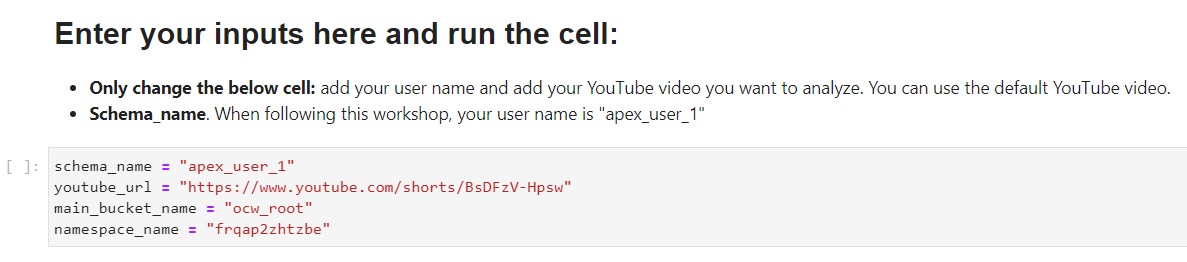 Enter your inputs here and run the cell:
• Only change the below cell: add your user name and add your YouTube video you want to analyze. You can use the default YouTube video.
• Schema_name. When following this workshop, your user name is "apex_user_1"
[ ]: schema_name = "apex_user_1"
youtube_url = "https://www.youtube.com/shorts/BsDFzV-Hpsw"
main_bucket_name = "ocw_root"
namespace_name = "frqap2zhtzbe"